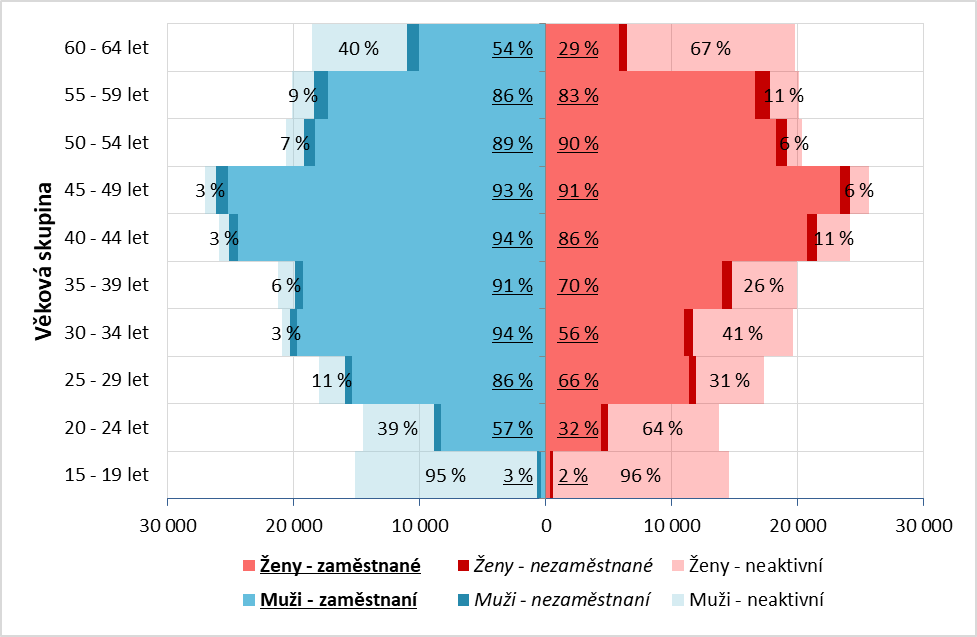 Věková skupina
60 - 64 let 40 % 54 % 29 % 67 %
55 - 59 let 9 % 86 % 83 % 11 %
50 - 54 let 7 % 89 % 90 % 6 %
45 - 49 let 3 % 93 % 91 % 6 %
40 - 44 let 3 % 94 % 86 % 11 %
35 - 39 let 6 % 91 % 70 % 26 %
30 - 34 let 3 % 94 % 56 % 41 %
25 - 29 let 11 % 86 % 66 % 31 %
20 - 24 let 39 % 57 % 32 % 64 %
15 - 19 let 95 % 3 % 2 % 96 %
30 000 20 000 10 000 0 10 000 20 000 30 000
Ženy - zaměstnané Ženy - nezaměstnané Ženy - neaktivní
Muži - zaměstnaní Muži - nezaměstnaní Muži - neaktivní